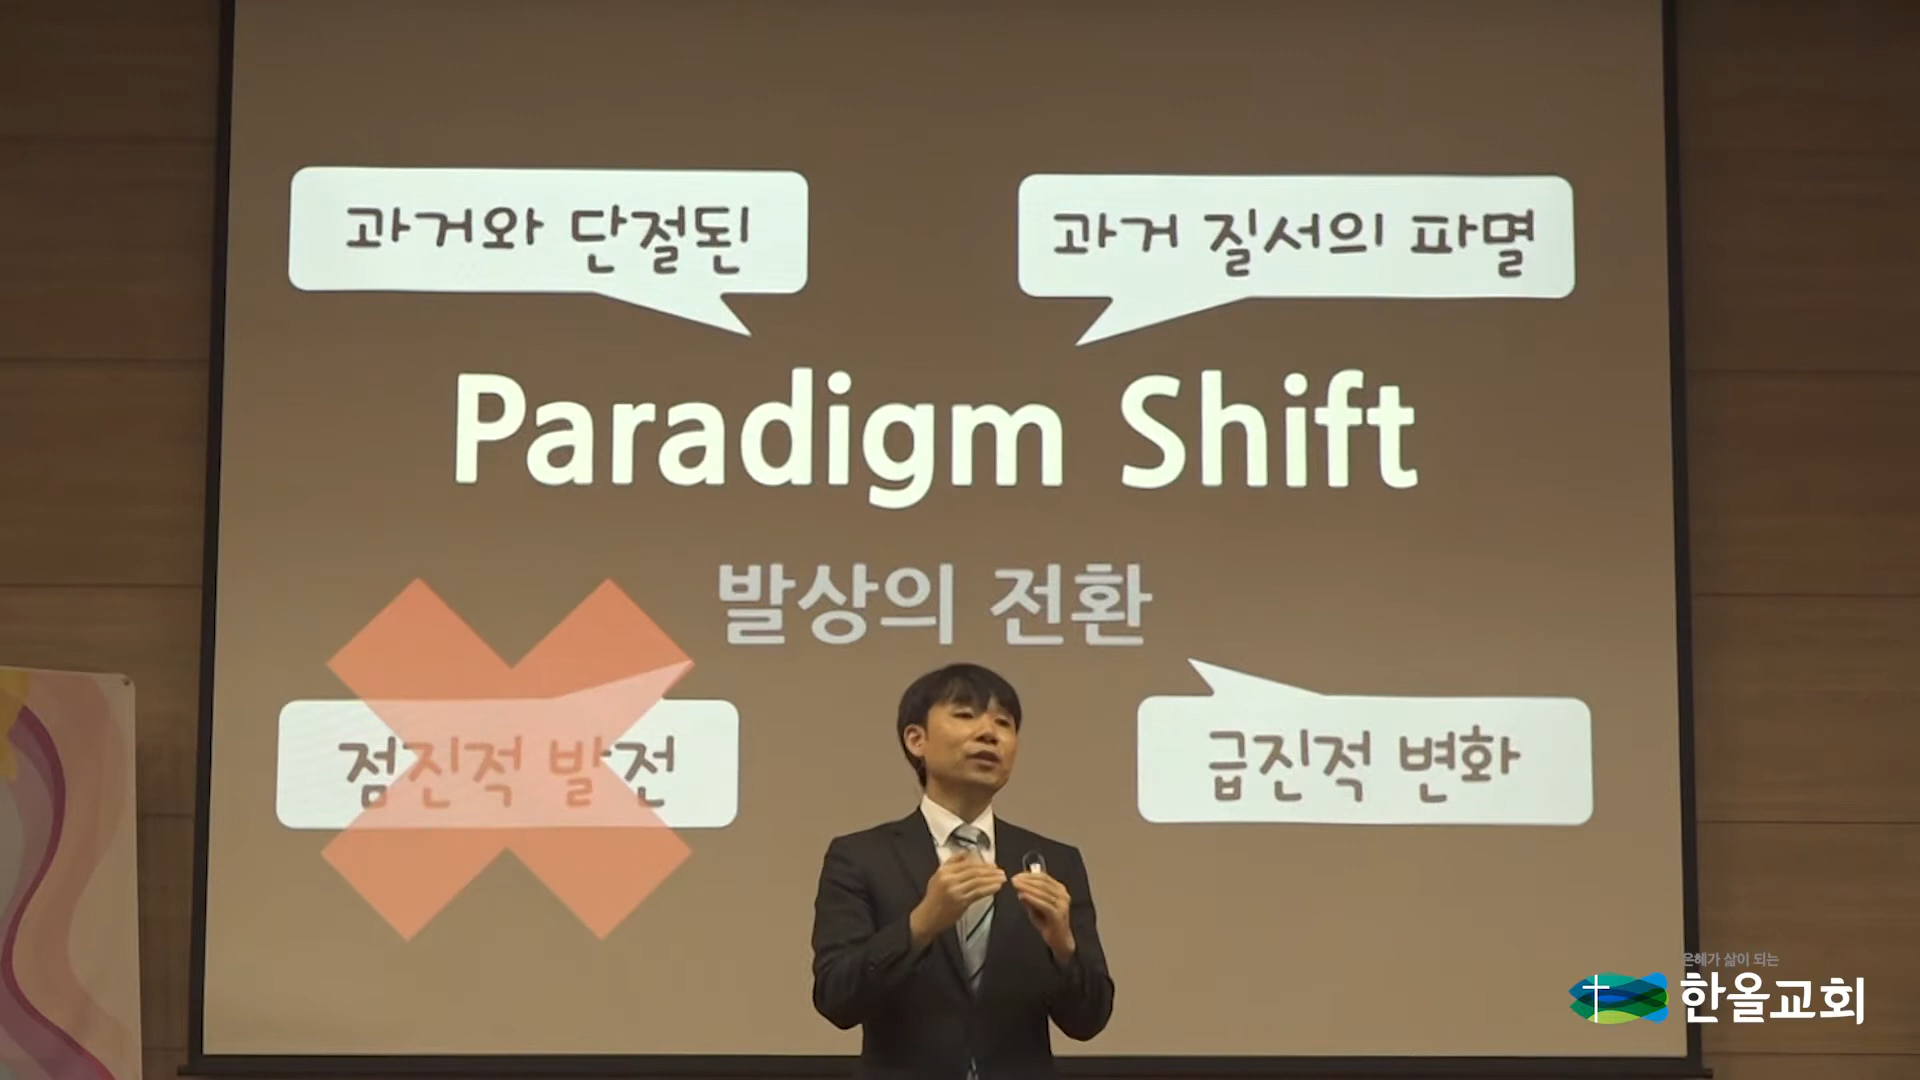 과거와 단절된
과거 질서의 파멸
Paradigm Shift
발상의 전환
점진적 발전
급진적 변화
은혜가 삶이 되는
한올교회